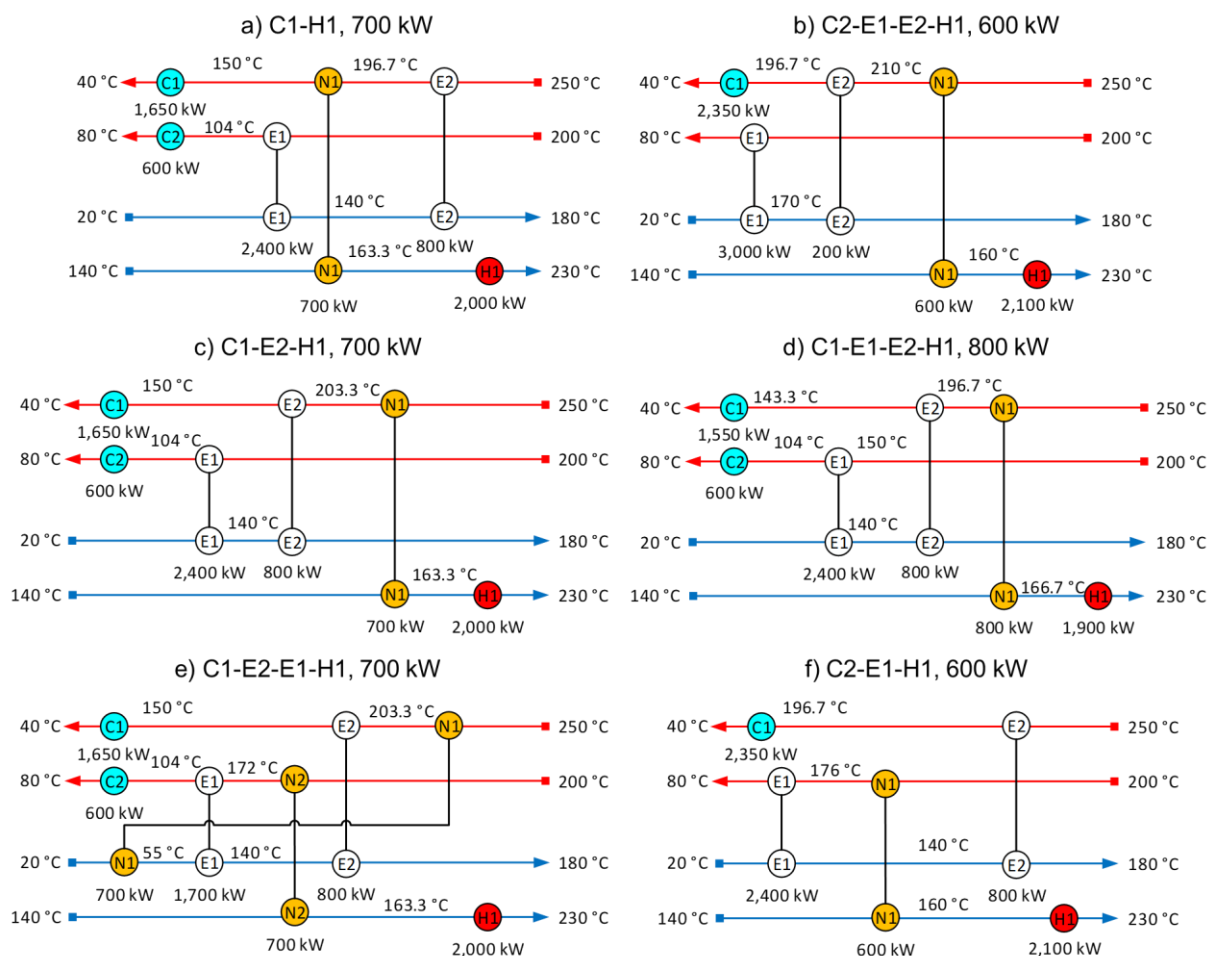 a) C1-H1, 700 kW
150 °C 196.7 °C
40 °C C1 N1 E2 250 °C
1,650 kW
104 °C
80 °C C2 E1 200 °C
600 kW
140 °C
20 °C E1 E2 180 °C
2,400 kW 163.3 °C 800 kW
140 °C N1 H1 230 °C
700 kW 2,000 kW
b) C2-E1-E2-H1, 600 kW
196.7 °C 210 °C
40 °C C1 E2 N1 250 °C
2,350 kW
80 °C E1 200 °C
170 °C
20 °C E1 E2 180 °C
3,000 kW 200 kW 160 °C
140 °C N1 H1 230 °C
600 kW 2,100 kW
c) C1-E2-H1, 700 kW
150 °C 203.3 °C
40 °C C1 E2 N1 250 °C
1,650 kW
104 °C
80 °C C2 E1 200 °C
600 kW
140 °C
20 °C E1 E2 180 °C
2,400 kW 800 kW 163.3 °C
140 °C N1 H1 230 °C
700 kW 2,000 kW
d) C1-E1-E2-H1, 800 kW
143.3 °C 196.7 °C
40 °C C1 E2 N1 250 °C
1,550 kW
104 °C 150 °C
80 °C C2 E1 200 °C
600 kW
140 °C
20 °C E1 E2 180 °C
2,400 kW 800 kW 166.7 °C
140 °C N1 H1 230 °C
800 kW 1,900 kW
e) C1-E2-E1-H1, 700 kW
150 °C 203.3 °C
40 °C C1 E2 N1 250 °C
1,650 kW
104 °C 172 °C
80 °C C2 E1 N2 200 °C
600 kW
55 °C 140 °C
20 °C N1 E1 E2 180 °C
700 kW 1,700 kW 800 kW
163.3 °C
140 °C N2 H1 230 °C
700 kW 2,000 kW
f) C2-E1-H1, 600 kW
196.7 °C
40 °C C1 E2 250 °C
2,350 kW
176 °C
80 °C E1 N1 200 °C
140 °C
20 °C E1 E2 180 °C
2,400 kW 160 °C 800 kW
140 °C N1 H1 230 °C
600 kW 2,100 kW